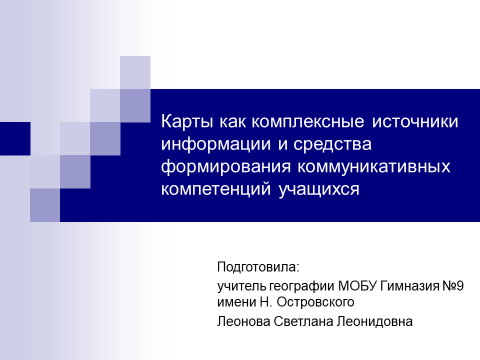 Карты как комплексные источники
информации и средства
формирования коммуникативных
компетенций учащихся
Подготовила:
учитель географии МОБУ Гимназия №9
имени Н. Островского
Леонова Светлана Леонидовна